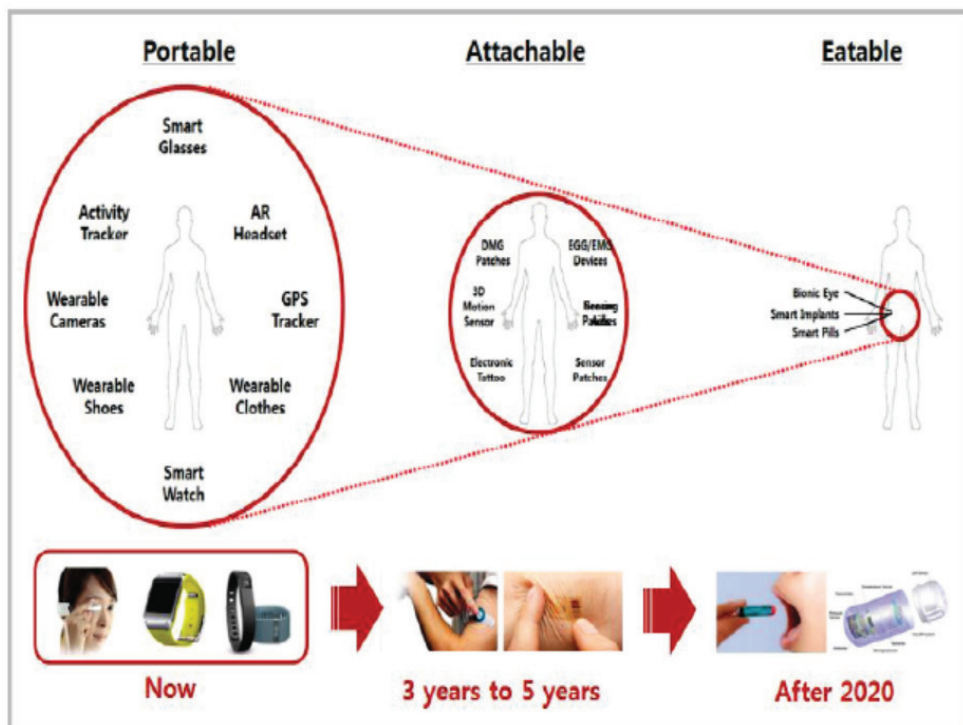 Portable
Attachable
Eatable
Smart
Glasses
Activity
Tracker
AR
Headset
Wearable
Cameras
GPS
Tracker
Wearable
Shoes
Wearable
Clothes
Smart
Watch
DMG
Patches
EGG/EMG
Devices
3D
Motion
Sensor
Patches
Electronic
Tattoo
Sensor
Patches
Bionic Eye
Smart Implants
Smart Pills
Now
3 years to 5 years
After 2020